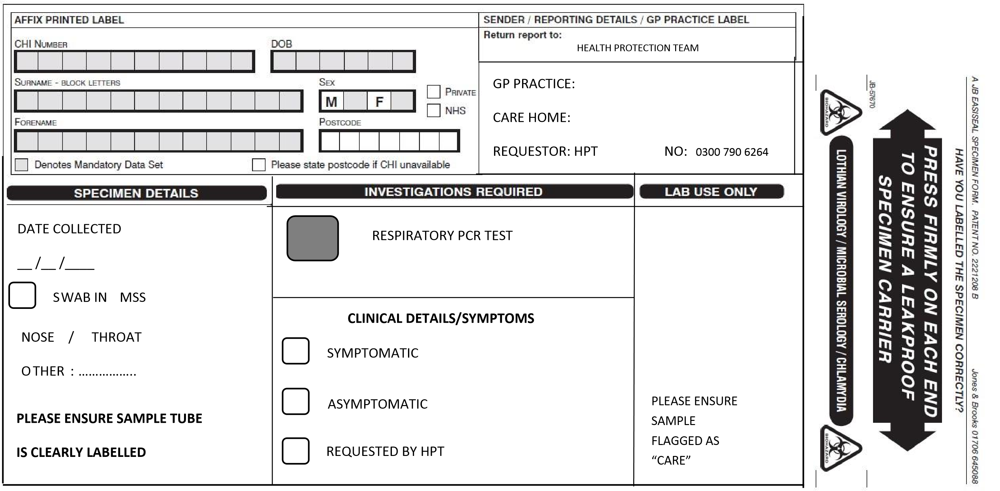 AFFIX PRINTED LABEL
CHI NUMBER
DOB
SURNAME - BLOCK LETTERS
SEX
M F
PRIVATE
NHS
FORENAME
POSTCODE
Denotes Mandatory Data Set
Please state postcode if CHI unavailable
SENDER / REPORTING DETAILS / GP PRACTICE LABEL
Return report to:
HEALTH PROTECTION TEAM
GP PRACTICE:
CARE HOME:
REQUESTOR: HPT NO: 0300 790 6264
SPECIMEN DETAILS
DATE COLLECTED
__ /__ /____
SWAB IN MSS
NOSE / THROAT
OTHER : ……………..
PLEASE ENSURE SAMPLE TUBE
IS CLEARLY LABELLED
INVESTIGATIONS REQUIRED
RESPIRATORY PCR TEST
CLINICAL DETAILS/SYMPTOMS
SYMPTOMATIC
ASYMPTOMATIC
REQUESTED BY HPT
LAB USE ONLY
PLEASE ENSURE
SAMPLE
FLAGGED AS
“CARE”
A JB EASISEAL SPECIMEN FORM. PATENT NO. 2221208 B Jones & Brooks 01706 645088
HAVE YOU LABELLED THE SPECIMEN CORRECTLY?
PRESS FIRMLY ON EACH END
TO ENSURE A LEAKPROOF
SPECIMEN CARRIER
JB-57670
LOTHIAN VIROLOGY / MICROBIAL SEROLOGY / CHLAMYDIA
BIOHAZARD
BIOHAZARD